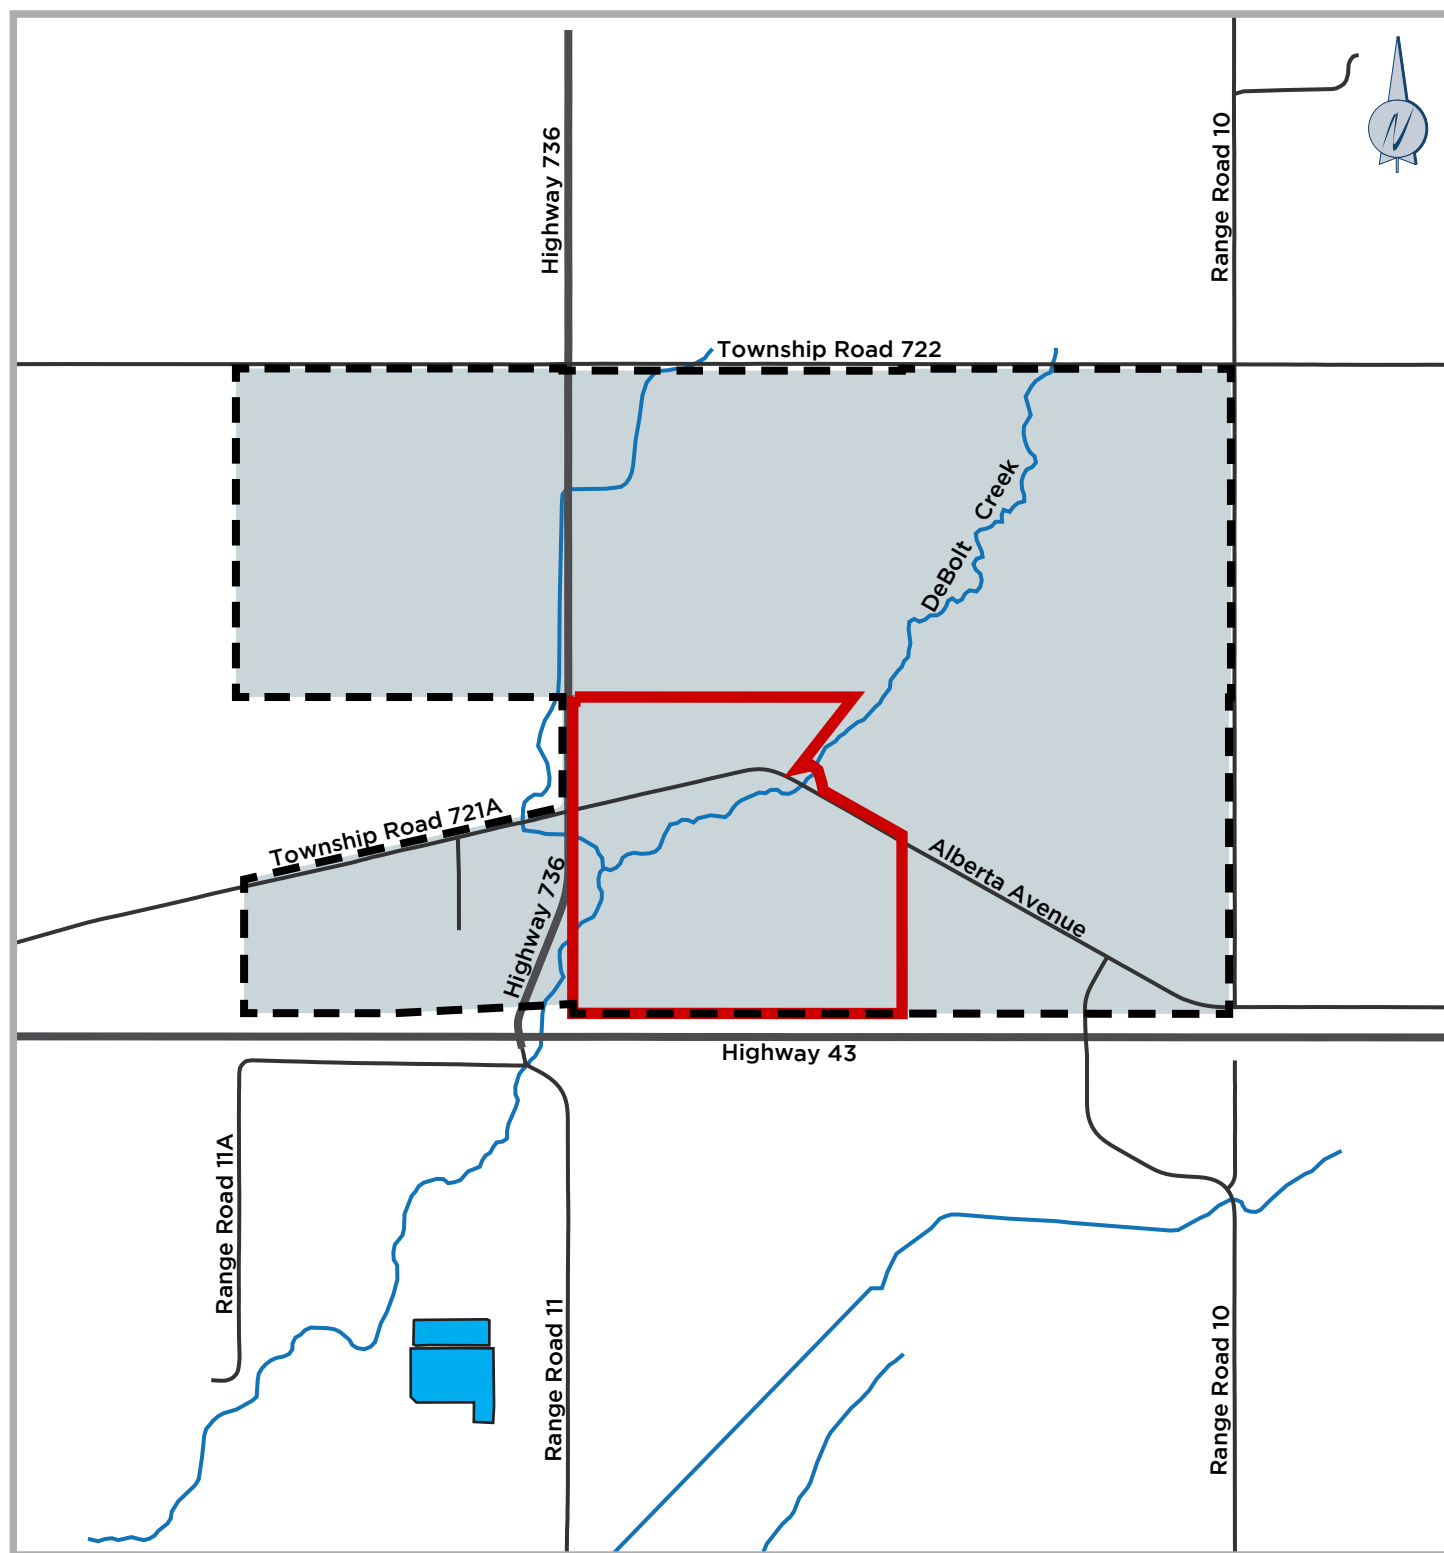 Highway 736
Range Road 10
N
Township Road 722
DeBolt Creek
Township Road 721A
Highway 736
Alberta Avenue
Highway 43
Range Road 11A
Range Road 11
Range Road 10